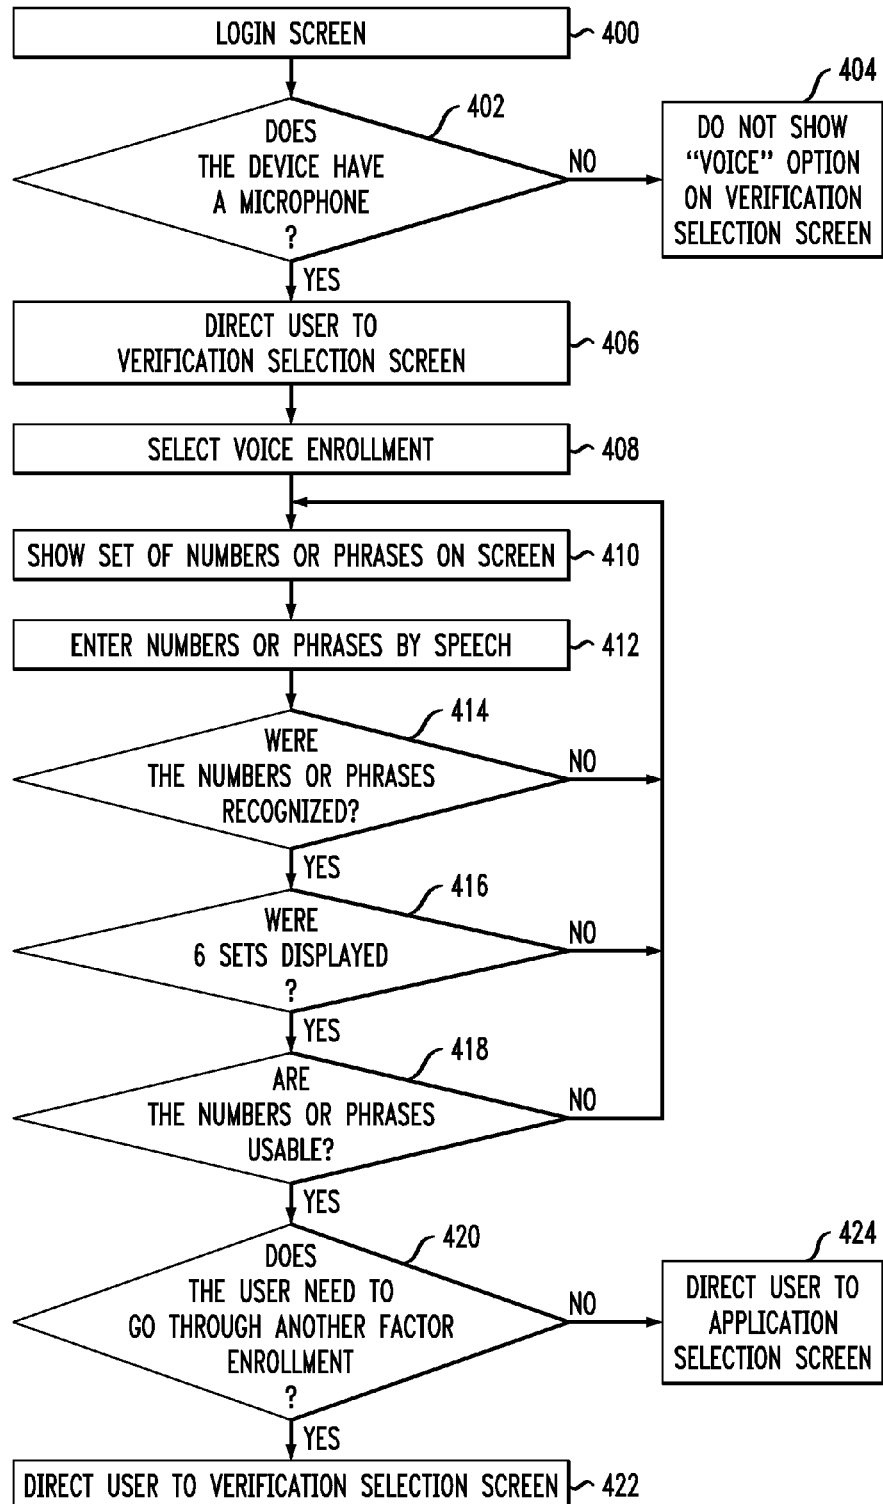 LOGIN SCREEN
400
402
DOES
THE DEVICE HAVE
A MICROPHONE
?
NO
404
DO NOT SHOW
“VOICE” OPTION
ON VERIFICATION
SELECTION SCREEN
YES
DIRECT USER TO
VERIFICATION SELECTION SCREEN
406
SELECT VOICE ENROLLMENT
408
SHOW SET OF NUMBERS OR PHRASES ON SCREEN
410
ENTER NUMBERS OR PHRASES BY SPEECH
412
414
WERE
THE NUMBERS OR PHRASES
RECOGNIZED?
NO
YES
416
WERE
6 SETS DISPLAYED
?
NO
YES
418
ARE
THE NUMBERS OR PHRASES
USABLE?
NO
YES
420
DOES
THE USER NEED TO
GO THROUGH ANOTHER FACTOR
ENROLLMENT
?
NO
424
DIRECT USER TO
APPLICATION
SELECTION SCREEN
YES
DIRECT USER TO VERIFICATION SELECTION SCREEN
422